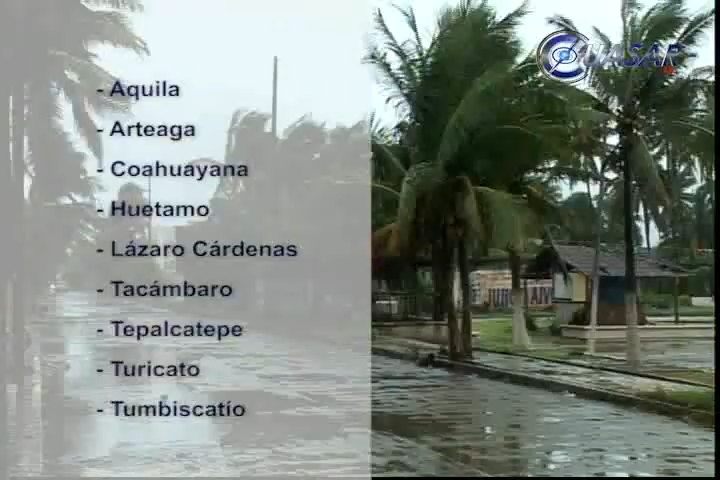 QUASAR
- Aquila
- Arteaga
- Coahuayana
- Huetamo
- Lázaro Cárdenas
- Tacámbaro
- Tepalcatepe
- Turicato
- Tumbiscatío